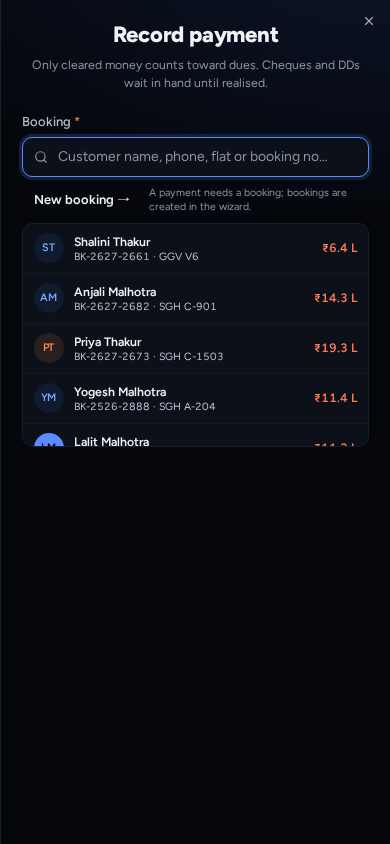 Record payment
Only cleared money counts toward dues. Cheques and DDs
wait in hand until realised.
Booking *
Customer name, phone, flat or booking no...
New booking →
A payment needs a booking; bookings are
created in the wizard.
ST
Shalini Thakur
₹6.4 L
BK-2627-2661 · GGV V6
AM
Anjali Malhotra
₹14.3 L
BK-2627-2682 · SGH C-901
PT
Priya Thakur
₹19.3 L
BK-2627-2673 · SGH C-1503
YM
Yogesh Malhotra
₹11.4 L
BK-2526-2888 · SGH A-204
Lalit Malhotra